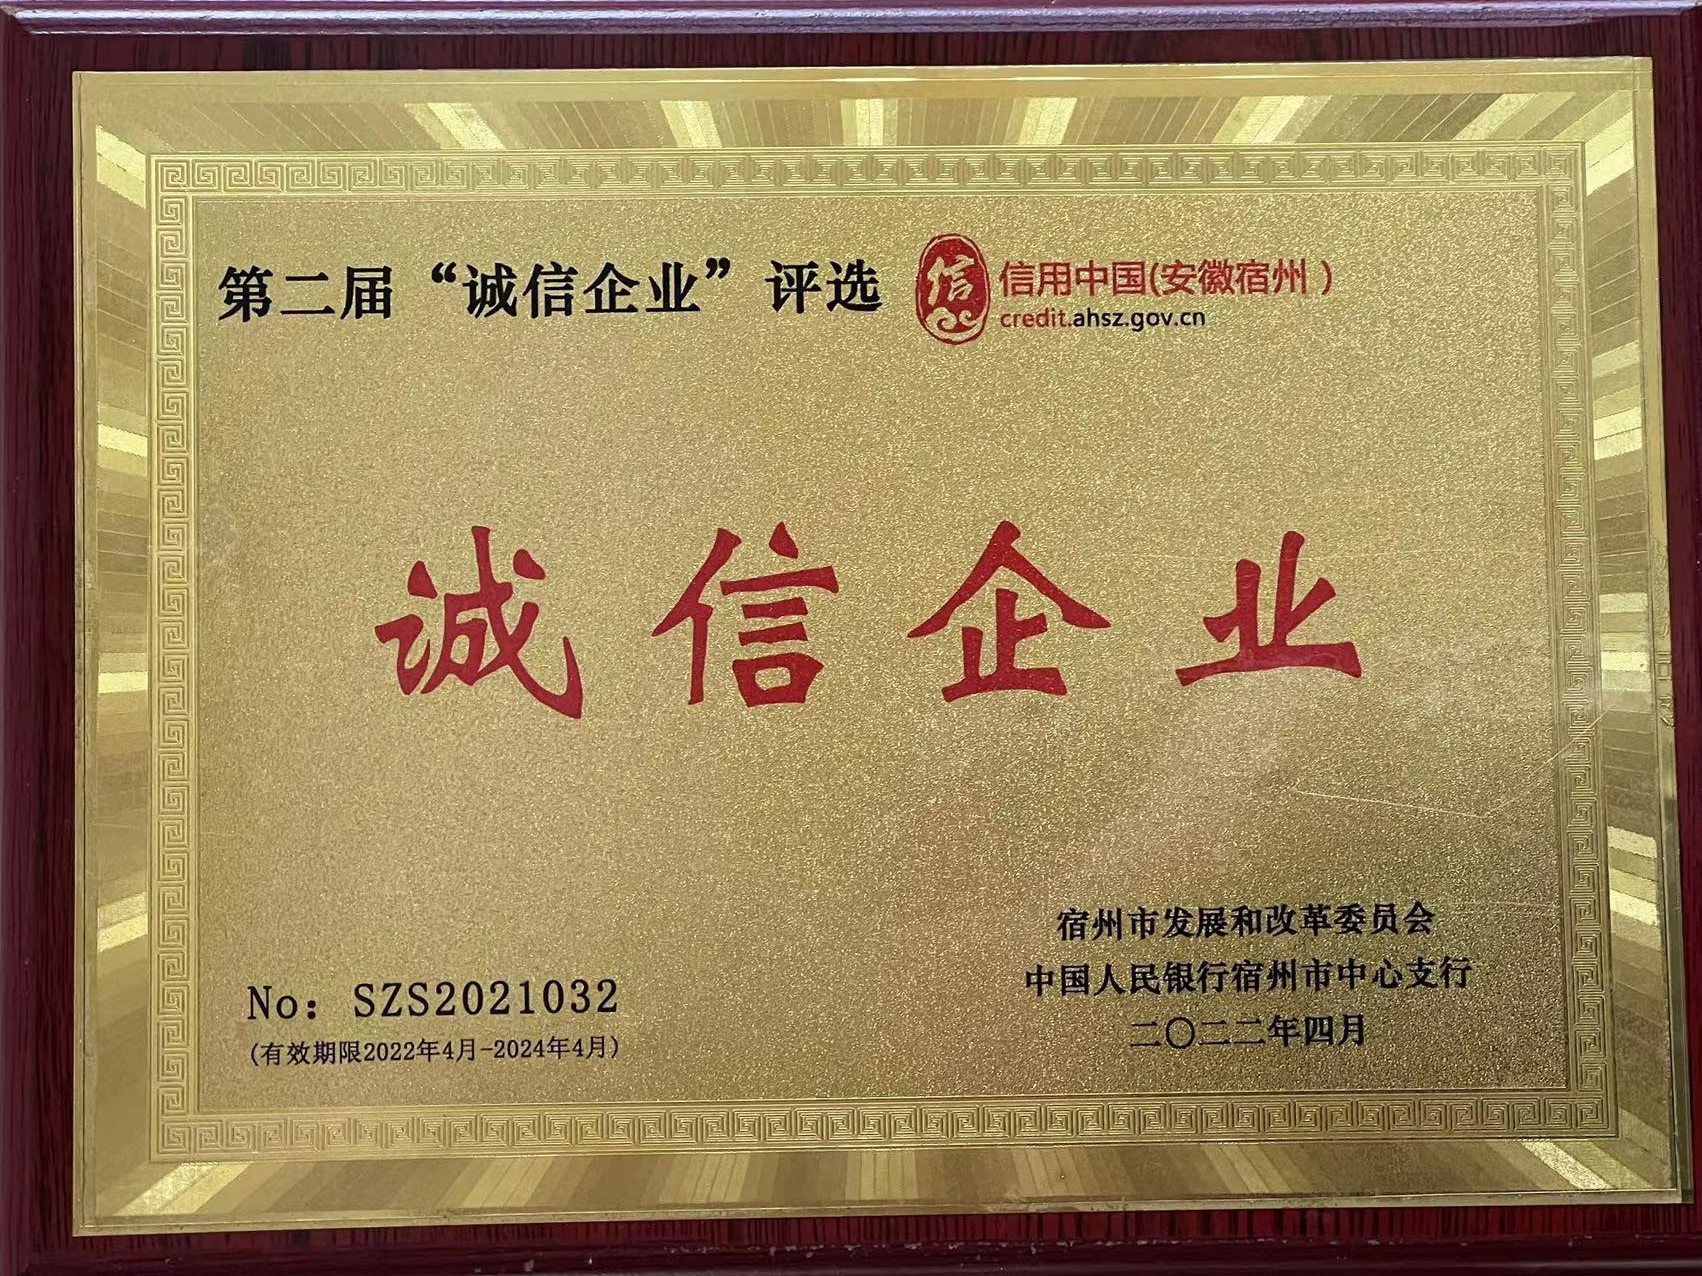 第二届“诚信企业”评选
信
信用中国(安徽宿州)
credit.ahsz.gov.cn
诚信企业
No：SZS2021032
(有效期限2022年4月-2024年4月)
宿州市发展和改革委员会
中国人民银行宿州市中心支行
二〇二二年四月